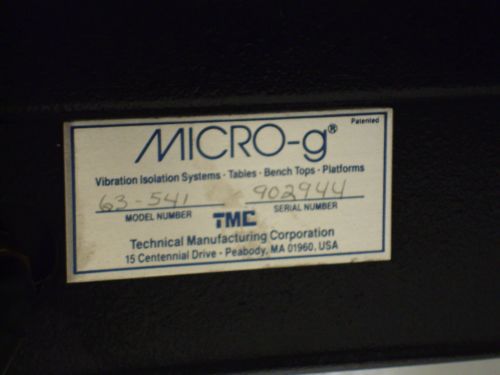 Patented
MICRO-g®
Vibration Isolation Systems · Tables · Bench Tops · Platforms
63-541 902944
MODEL NUMBER TMC SERIAL NUMBER
Technical Manufacturing Corporation
15 Centennial Drive · Peabody, MA 01960, USA